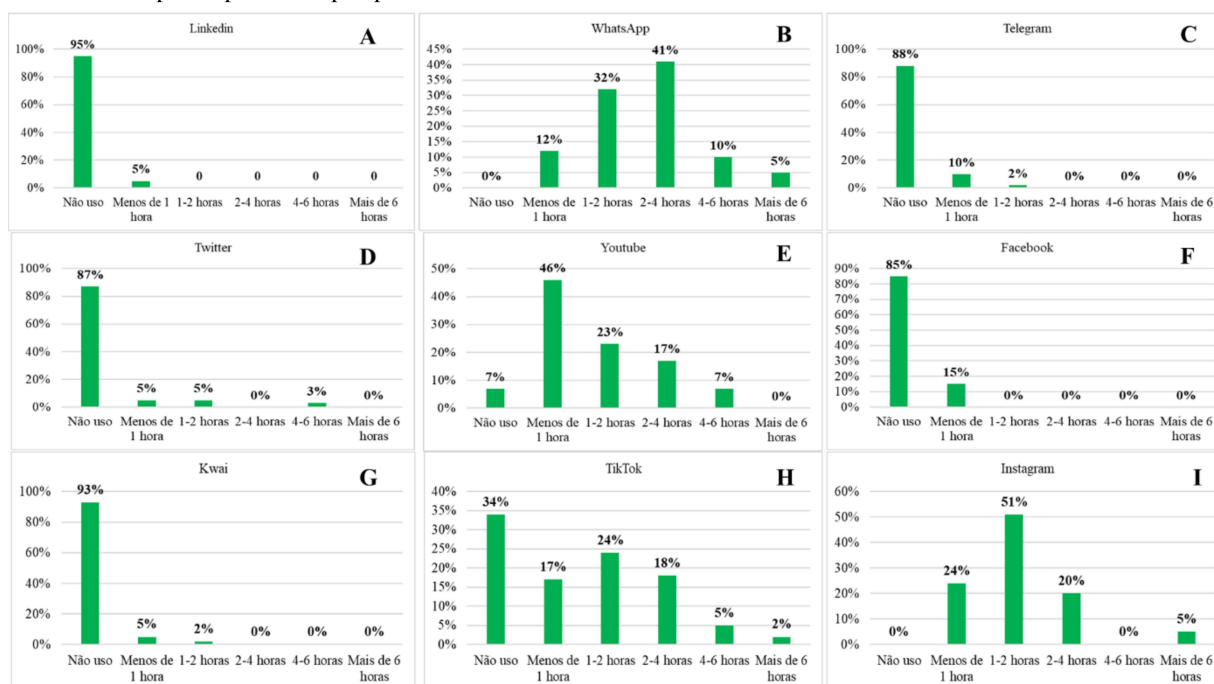 Linkedin
A
95%
100%
80%
60%
40%
20%
0%
5%
0
0
0
0
Não uso
Menos de 1
hora
1-2 horas
2-4 horas
4-6 horas
Mais de 6
horas
WhatsApp
B
45%
40%
35%
30%
25%
20%
15%
10%
5%
0%
0%
12%
32%
41%
10%
5%
Não uso
Menos de
1 hora
1-2 horas
2-4 horas
4-6 horas
Mais de 6
horas
Telegram
C
100%
80%
60%
40%
20%
0%
88%
10%
2%
0%
0%
0%
Não uso
Menos de
1 hora
1-2 horas
2-4 horas
4-6 horas
Mais de 6
horas
Twitter
D
100%
80%
60%
40%
20%
0%
87%
5%
5%
0%
3%
0%
Não uso
Menos de
1 hora
1-2 horas
2-4 horas
4-6 horas
Mais de 6
horas
Youtube
E
50%
40%
30%
20%
10%
0%
7%
46%
23%
17%
7%
0%
Não uso
Menos de
1 hora
1-2 horas
2-4 horas
4-6 horas
Mais de 6
horas
Facebook
F
90%
80%
70%
60%
50%
40%
30%
20%
10%
0%
85%
15%
0%
0%
0%
0%
Não uso
Menos de
1 hora
1-2 horas
2-4 horas
4-6 horas
Mais de 6
horas
Kwai
G
100%
80%
60%
40%
20%
0%
93%
5%
2%
0%
0%
0%
Não uso
Menos de
1 hora
1-2 horas
2-4 horas
4-6 horas
Mais de 6
horas
TikTok
H
40%
35%
30%
25%
20%
15%
10%
5%
0%
34%
17%
24%
18%
5%
2%
Não uso
Menos de
1 hora
1-2 horas
2-4 horas
4-6 horas
Mais de 6
horas
Instagram
I
60%
50%
40%
30%
20%
10%
0%
0%
24%
51%
20%
0%
5%
Não uso
Menos de
1 hora
1-2 horas
2-4 horas
4-6 horas
Mais de 6
horas